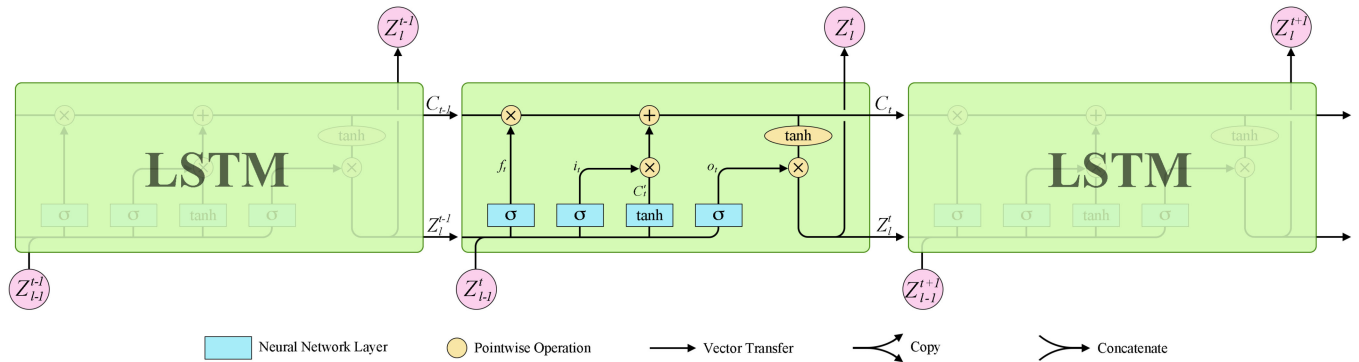 Z_l^{t-1} Z_l^t Z_l^{t+1}
C_{t-1} C_t
× + tanh × + × + tanh
tanh × f_t i_t × o_t × tanh ×
LSTM LSTM
C'_t
σ σ tanh σ σ σ tanh σ σ σ tanh σ
Z_l^{t-1} Z_l^t
Z_{l-1}^{t-1} Z_{l-1}^t Z_{l-1}^{t+1}
Neural Network Layer Pointwise Operation Vector Transfer Copy Concatenate